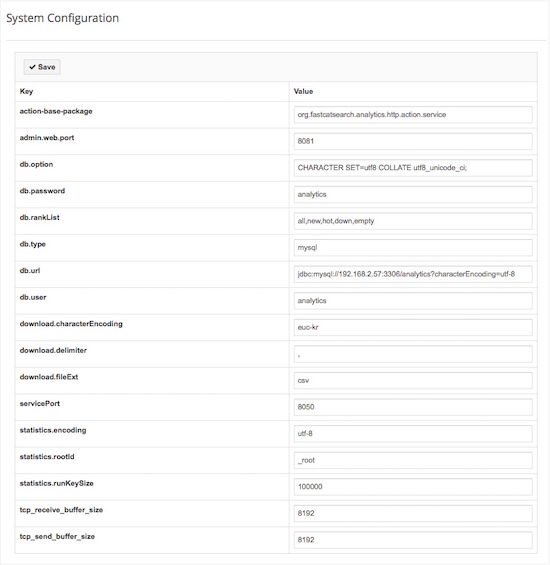 System Configuration
✔ Save
Key Value
action-base-package org.fastcatsearch.analytics.http.action.service
admin.web.port 8081
db.option CHARACTER SET=utf8 COLLATE utf8_unicode_ci;
db.password analytics
db.rankList all,new,hot,down,empty
db.type mysql
db.url jdbc:mysql://192.168.2.57:3306/analytics?characterEncoding=utf-8
db.user analytics
download.characterEncoding euc-kr
download.delimiter ,
download.fileExt csv
servicePort 8050
statistics.encoding utf-8
statistics.rootId _root
statistics.runKeySize 100000
tcp_receive_buffer_size 8192
tcp_send_buffer_size 8192